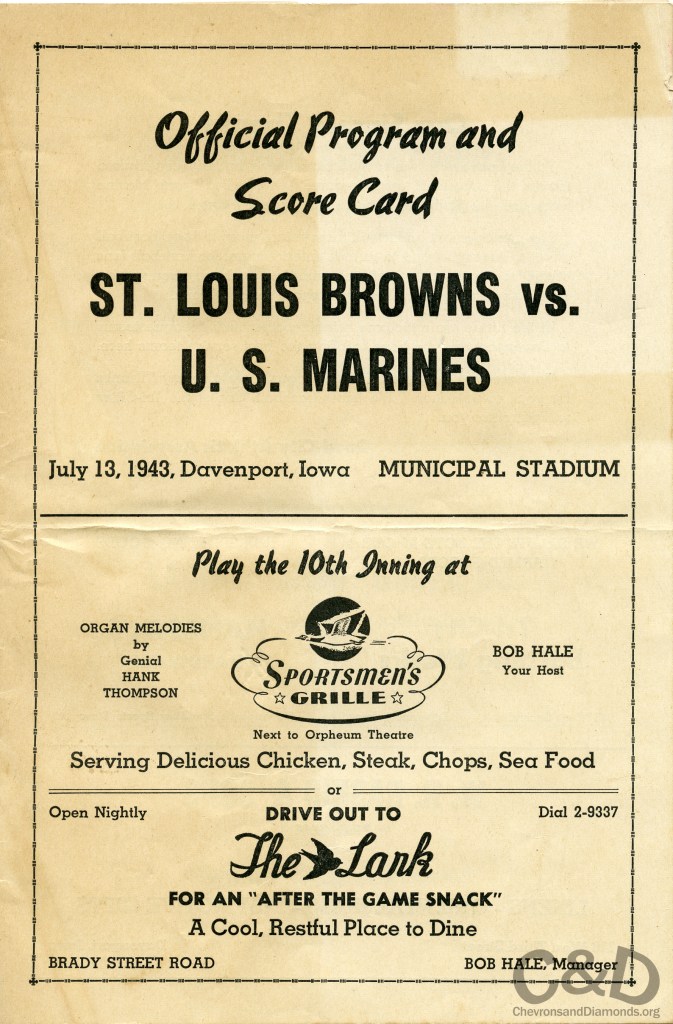 Official Program and
Score Card
ST. LOUIS BROWNS vs.
U. S. MARINES
July 13, 1943, Davenport, Iowa MUNICIPAL STADIUM
Play the 10th Inning at
ORGAN MELODIES
by
Genial
HANK
THOMPSON
SPORTSMEN'S
GRILLE
BOB HALE
Your Host
Next to Orpheum Theatre
Serving Delicious Chicken, Steak, Chops, Sea Food
or
Open Nightly DRIVE OUT TO Dial 2-9337
The Lark
FOR AN "AFTER THE GAME SNACK"
A Cool, Restful Place to Dine
BRADY STREET ROAD BOB HALE, Manager
C&D
ChevronsandDiamonds.org